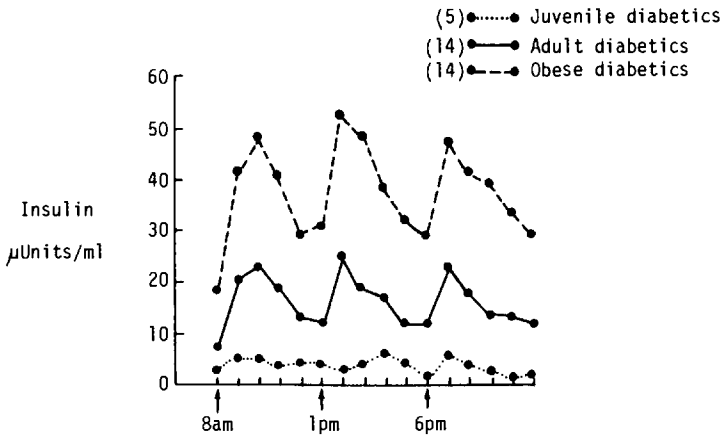 (5) Juvenile diabetics
(14) Adult diabetics
(14) Obese diabetics
60
50
40
30
20
10
0
Insulin
µUnits/ml
8am 1pm 6pm